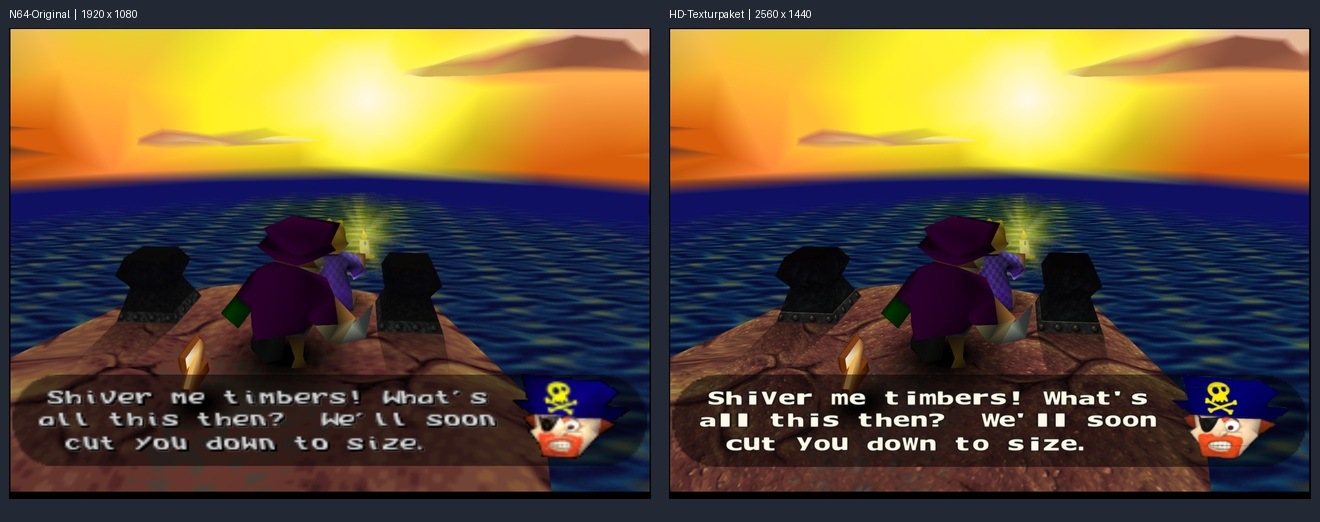 N64-Original | 1920 x 1080
HD-Texturpaket | 2560 x 1440
Shiver me timbers! What's
all this then? We'll soon
cut you down to size.
Shiver me timbers! What's
all this then? We'll soon
cut you down to size.